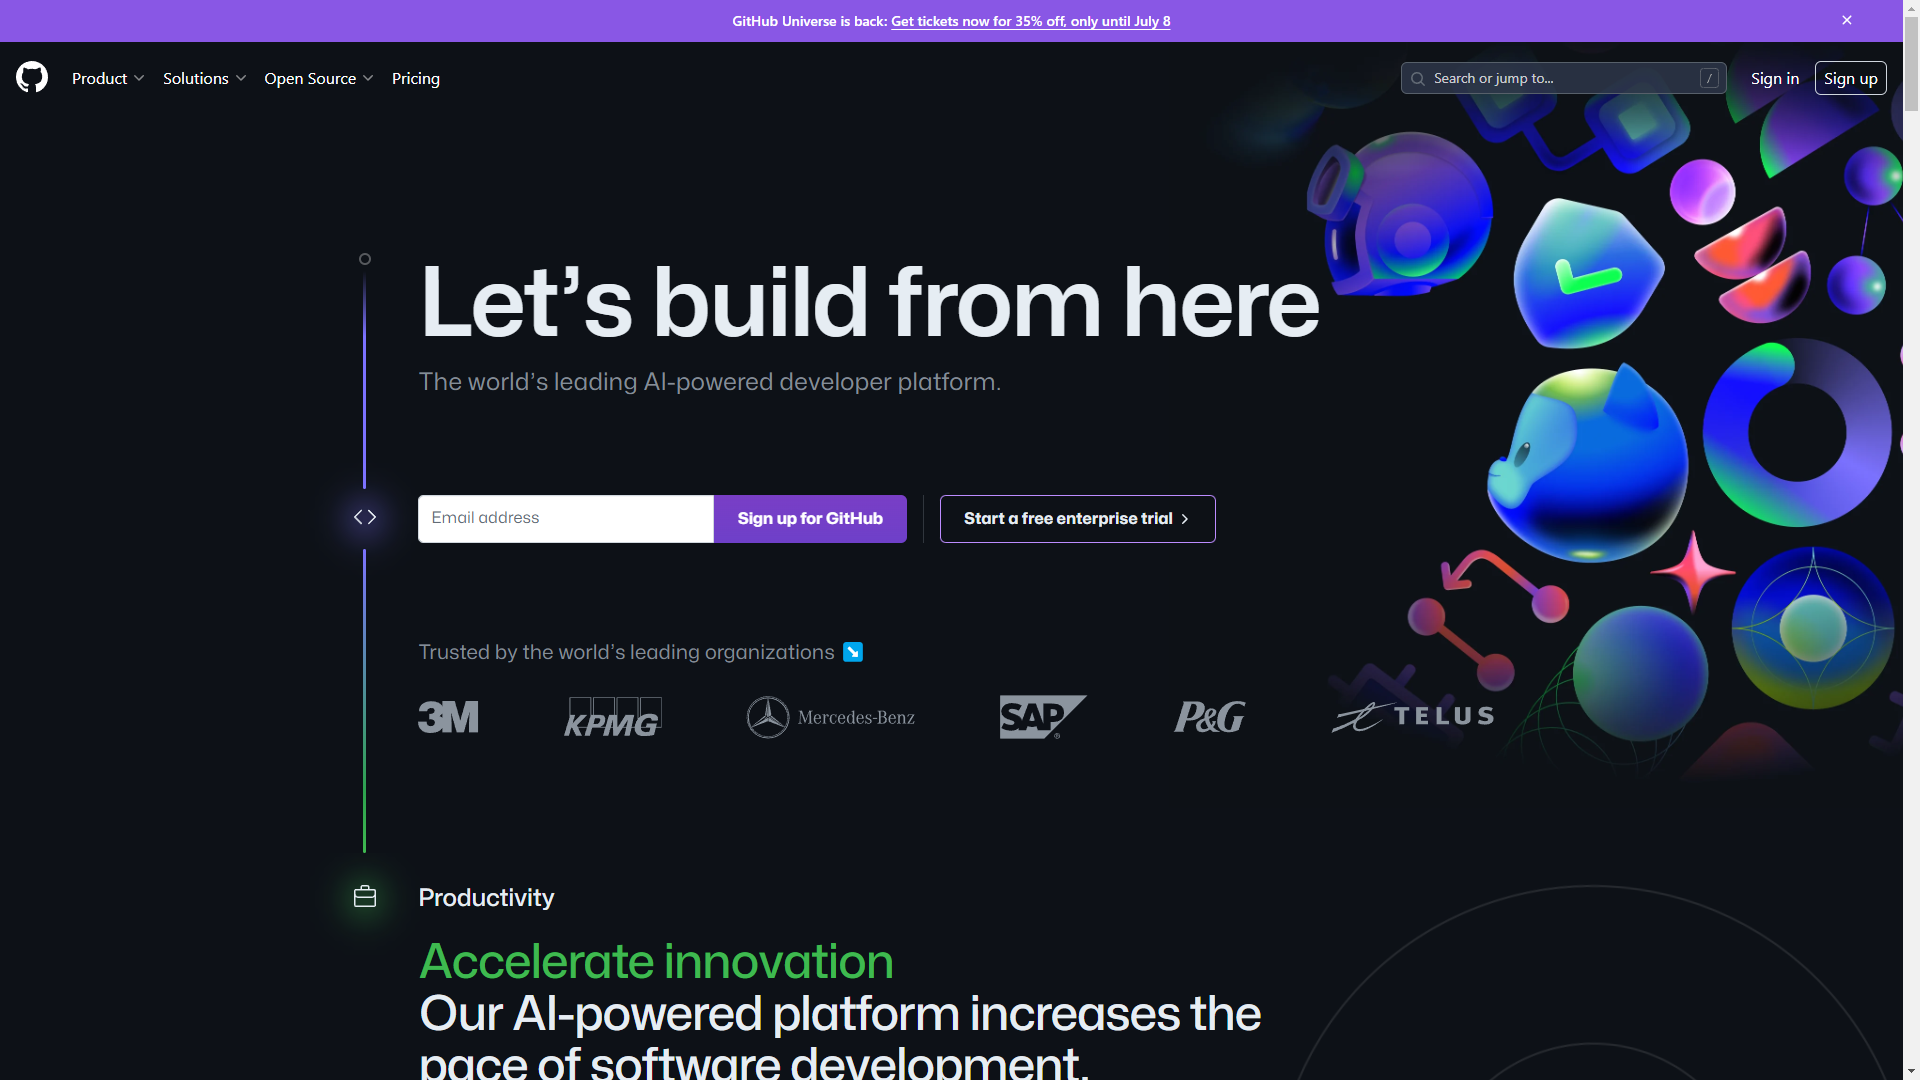 GitHub Universe is back: Get tickets now for 35% off, only until July 8
Product
Solutions
Open Source
Pricing
Search or jump to...
/
Sign in
Sign up
Let’s build from here
The world’s leading AI-powered developer platform.
Email address
Sign up for GitHub
Start a free enterprise trial
Trusted by the world’s leading organizations
3M
KPMG
Mercedes-Benz
SAP®
P&G
TELUS
Productivity
Accelerate innovation
Our AI-powered platform increases the
pace of software development.